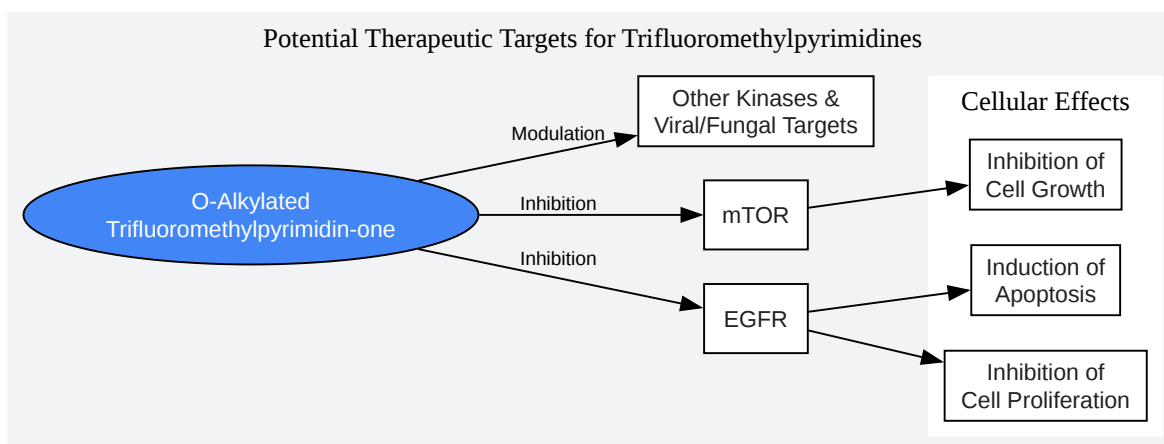 Potential Therapeutic Targets for Trifluoromethylpyrimidines
Other Kinases &
Viral/Fungal Targets
Cellular Effects
Modulation
Inhibition of
Cell Growth
O-Alkylated
Trifluoromethylpyrimidin-one
Inhibition
mTOR
Inhibition
Induction of
Apoptosis
EGFR
Inhibition of
Cell Proliferation